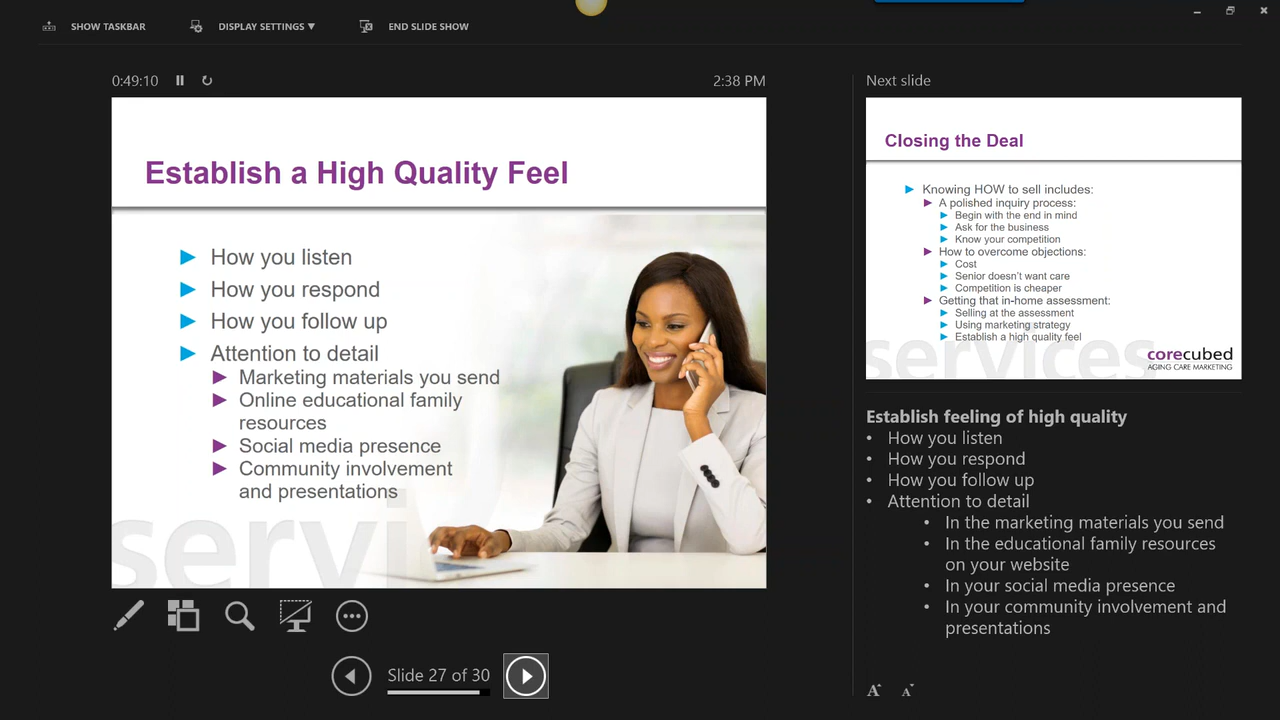 SHOW TASKBAR
DISPLAY SETTINGS ▼
END SLIDE SHOW
0:49:10
2:38 PM
Establish a High Quality Feel
How you listen
How you respond
How you follow up
Attention to detail
Marketing materials you send
Online educational family
resources
Social media presence
Community involvement
and presentations
servi
Slide 27 of 30
Next slide
Closing the Deal
Knowing HOW to sell includes:
A polished inquiry process:
Begin with the end in mind
Ask for the business
Know your competition
How to overcome objections:
Cost
Senior doesn't want care
Competition is cheaper
Getting that in-home assessment:
Selling at the assessment
Using marketing strategy
Establish a high quality feel
services
corecubed
AGING CARE MARKETING
Establish feeling of high quality
• How you listen
• How you respond
• How you follow up
• Attention to detail
• In the marketing materials you send
• In the educational family resources
on your website
• In your social media presence
• In your community involvement and
presentations
A A